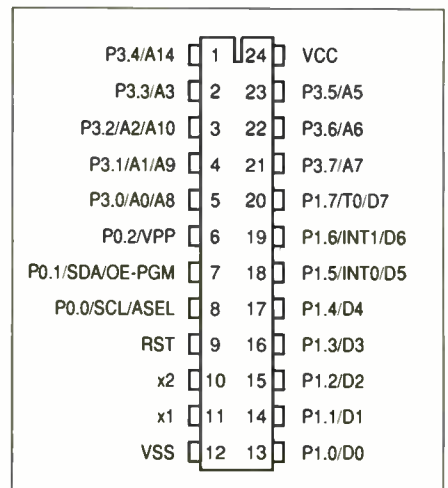 P3.4/A14 1 24 VCC
P3.3/A3 2 23 P3.5/A5
P3.2/A2/A10 3 22 P3.6/A6
P3.1/A1/A9 4 21 P3.7/A7
P3.0/A0/A8 5 20 P1.7/T0/D7
P0.2/VPP 6 19 P1.6/INT1/D6
P0.1/SDA/OE-PGM 7 18 P1.5/INT0/D5
P0.0/SCL/ASEL 8 17 P1.4/D4
RST 9 16 P1.3/D3
x2 10 15 P1.2/D2
x1 11 14 P1.1/D1
VSS 12 13 P1.0/D0